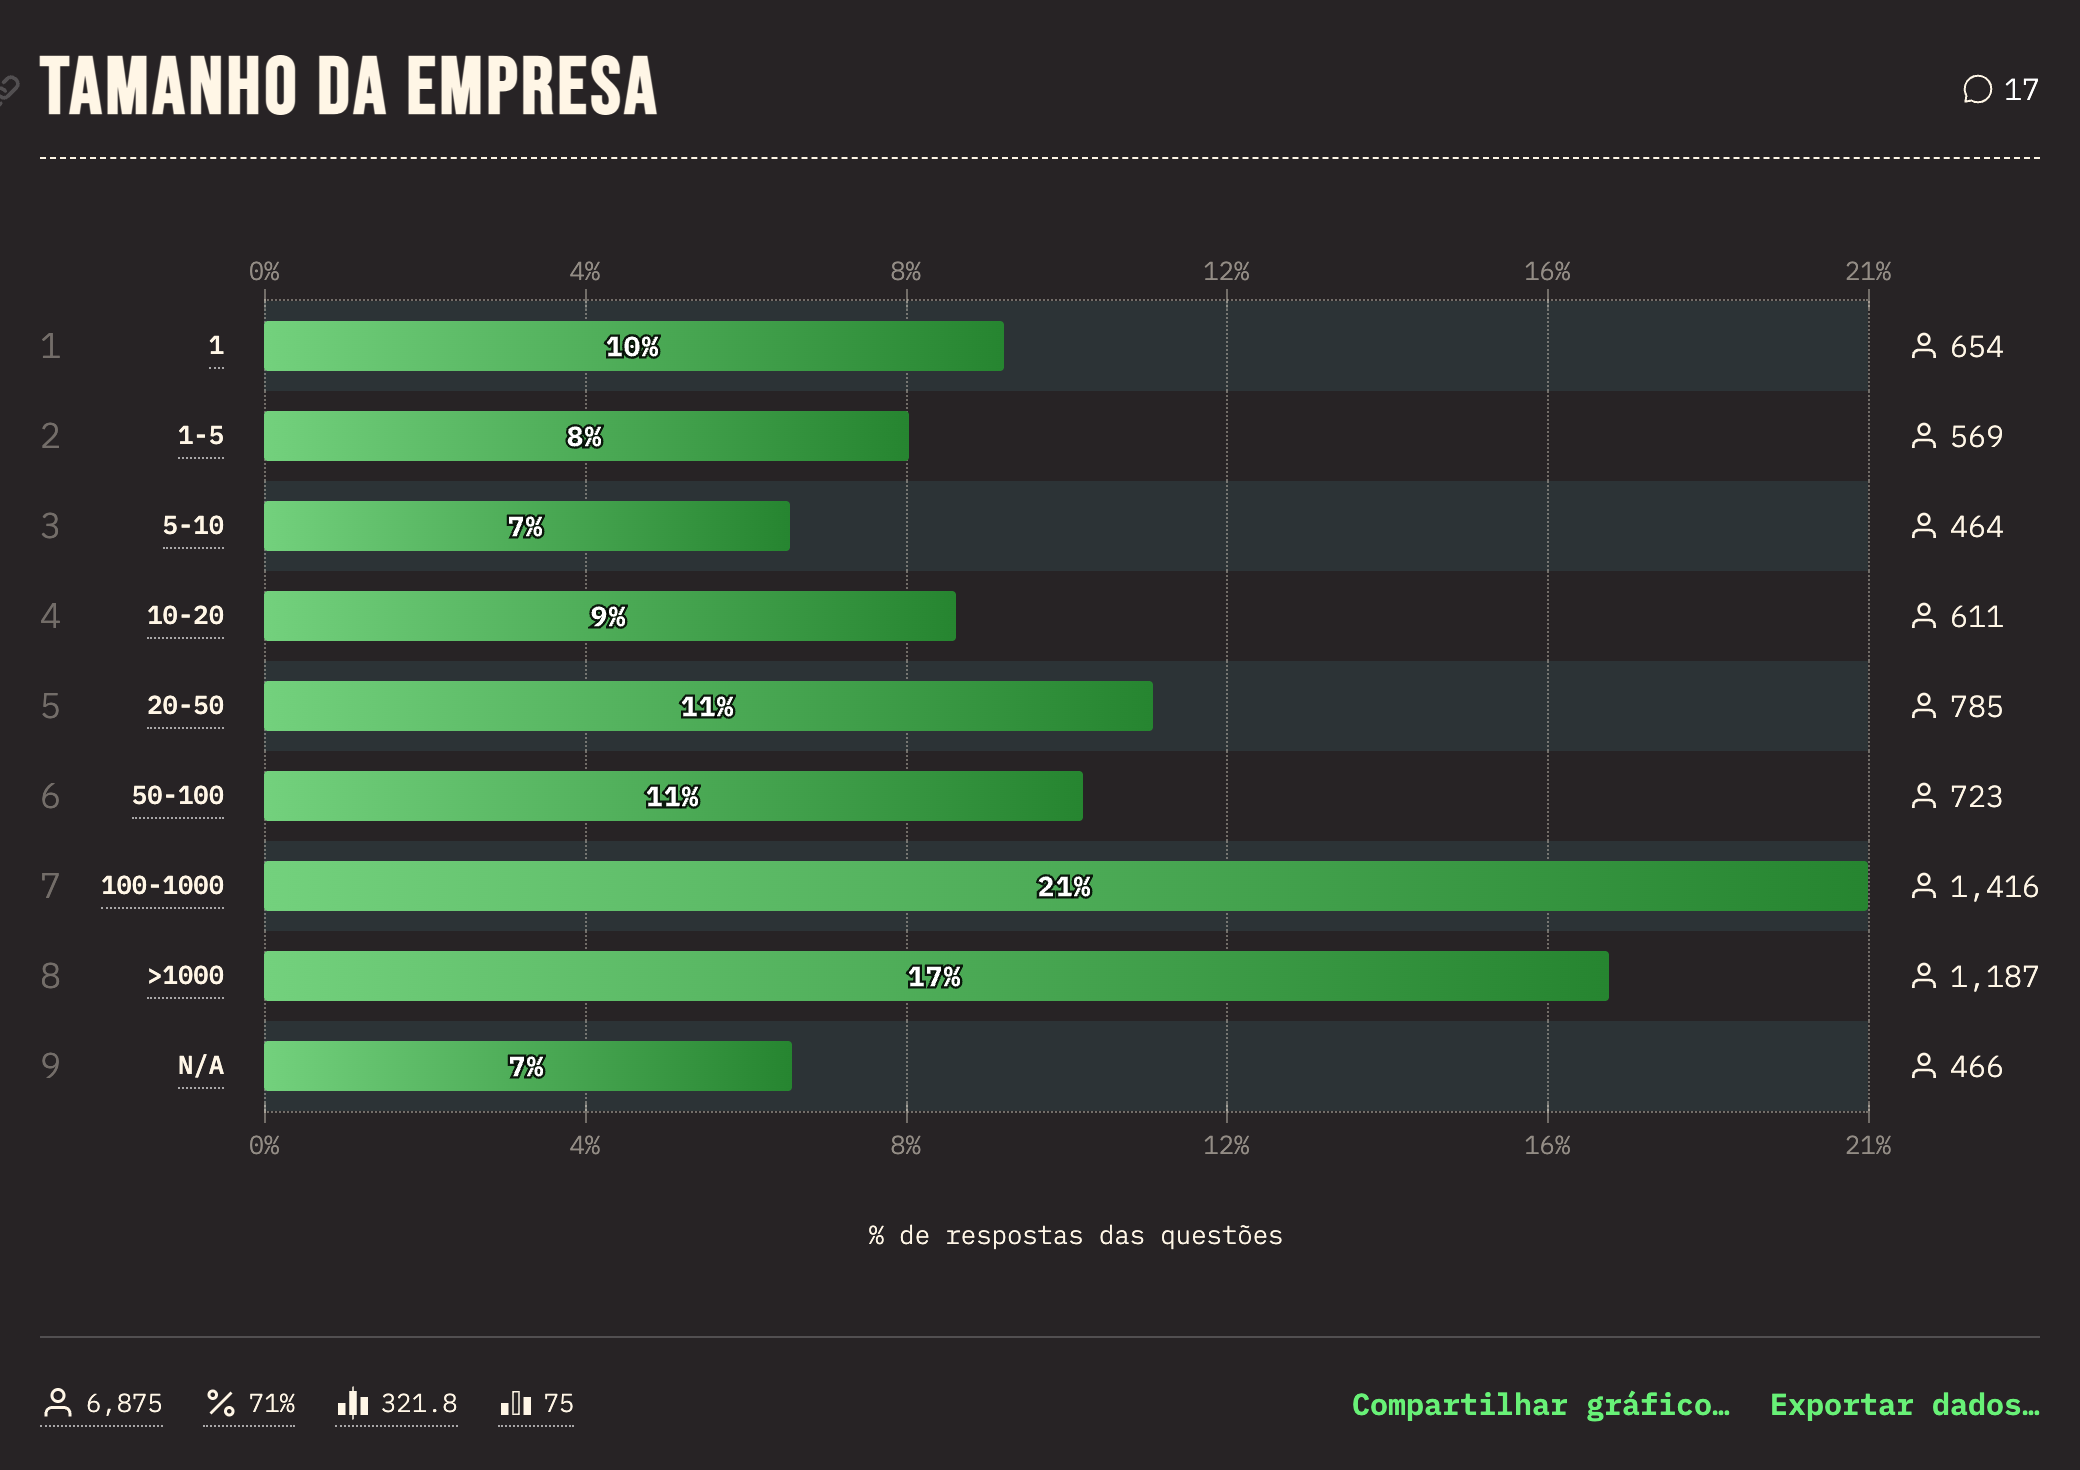 TAMANHO DA EMPRESA
17
0% 4% 8% 12% 16% 21%
1 1 10% 654
2 1-5 8% 569
3 5-10 7% 464
4 10-20 9% 611
5 20-50 11% 785
6 50-100 11% 723
7 100-1000 21% 1,416
8 >1000 17% 1,187
9 N/A 7% 466
0% 4% 8% 12% 16% 21%
% de respostas das questões
6,875 71% 321.8 75 Compartilhar gráfico… Exportar dados…